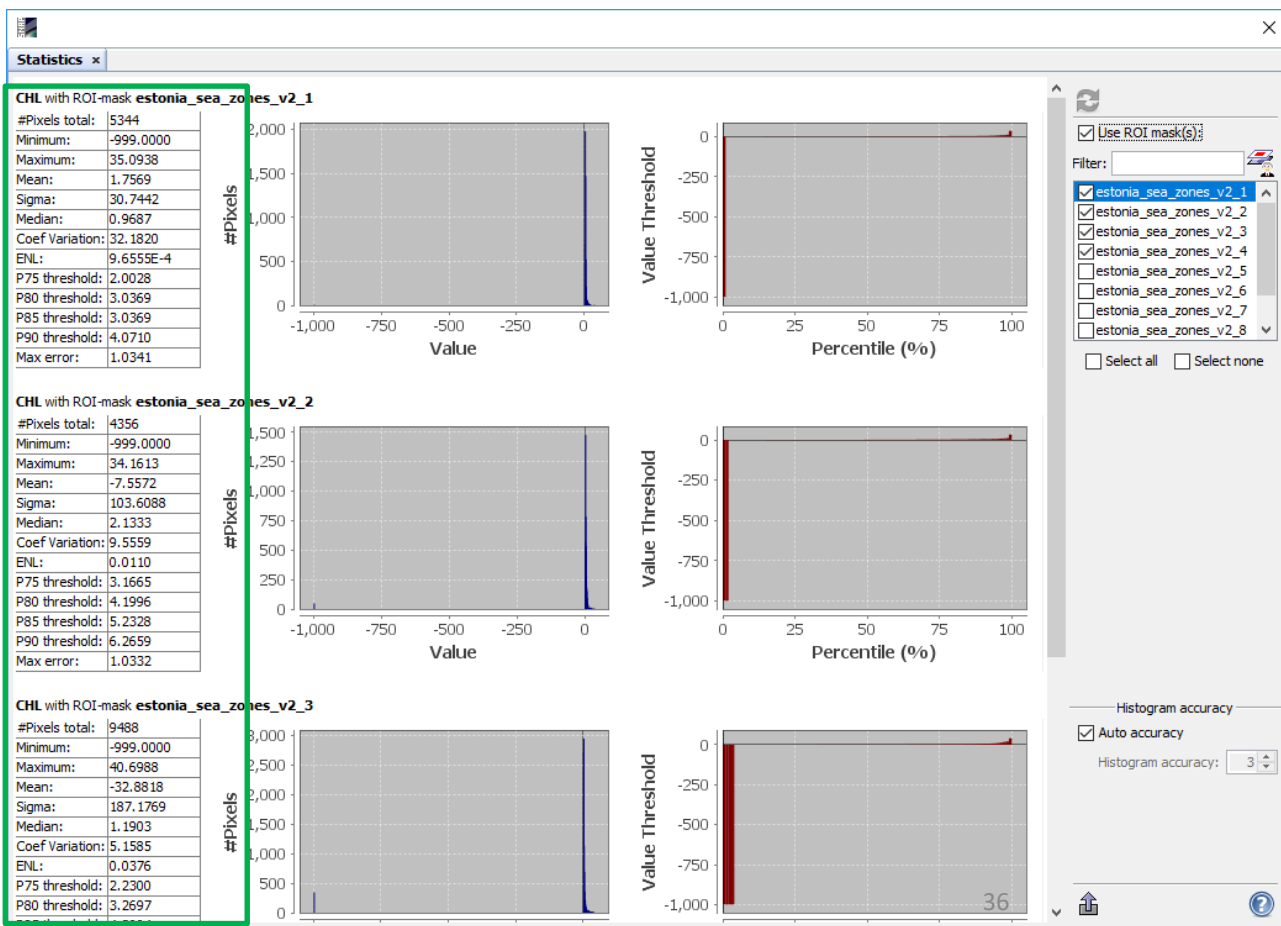 Statistics ×
CHL with ROI-mask estonia_sea_zones_v2_1
#Pixels total: 5344
Minimum: -999.0000
Maximum: 35.0938
Mean: 1.7569
Sigma: 30.7442
Median: 0.9687
Coef Variation: 32.1820
ENL: 9.6555E-4
P75 threshold: 2.0028
P80 threshold: 3.0369
P85 threshold: 3.0369
P90 threshold: 4.0710
Max error: 1.0341
#Pixels
2,000
1,500
1,000
500
0
-1,000 -750 -500 -250 0
Value
Value Threshold
0
-250
-500
-750
-1,000
0 25 50 75 100
Percentile (%)
CHL with ROI-mask estonia_sea_zones_v2_2
#Pixels total: 4356
Minimum: -999.0000
Maximum: 34.1613
Mean: -7.5572
Sigma: 103.6088
Median: 2.1333
Coef Variation: 9.5559
ENL: 0.0110
P75 threshold: 3.1665
P80 threshold: 4.1996
P85 threshold: 5.2328
P90 threshold: 6.2659
Max error: 1.0332
#Pixels
1,500
1,250
1,000
750
500
250
0
-1,000 -750 -500 -250 0
Value
Value Threshold
0
-250
-500
-750
-1,000
0 25 50 75 100
Percentile (%)
CHL with ROI-mask estonia_sea_zones_v2_3
#Pixels total: 9488
Minimum: -999.0000
Maximum: 40.6988
Mean: -32.8818
Sigma: 187.1769
Median: 1.1903
Coef Variation: 5.1585
ENL: 0.0376
P75 threshold: 2.2300
P80 threshold: 3.2697
#Pixels
3,000
2,500
2,000
1,500
1,000
500
0
Value Threshold
0
-250
-500
-750
-1,000
36
Use ROI mask(s):
Filter:
estonia_sea_zones_v2_1
estonia_sea_zones_v2_2
estonia_sea_zones_v2_3
estonia_sea_zones_v2_4
estonia_sea_zones_v2_5
estonia_sea_zones_v2_6
estonia_sea_zones_v2_7
estonia_sea_zones_v2_8
Select all Select none
Histogram accuracy
Auto accuracy
Histogram accuracy: 3